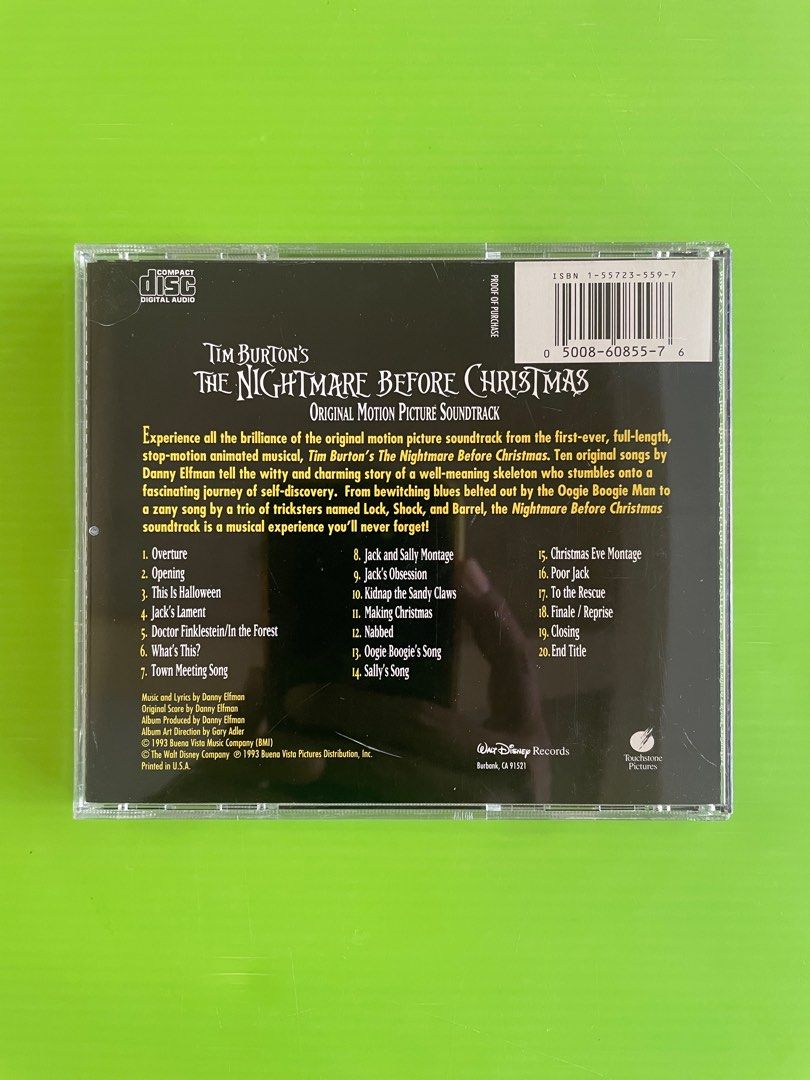 COMPACT
disc
DIGITAL AUDIO
PROOF OF PURCHASE
ISBN 1-55723-559-7
0 5008-60855-7 6
TIM BURTON'S
THE NIGHTMARE BEFORE CHRISTMAS
ORIGINAL MOTION PICTURE SOUNDTRACK
Experience all the brilliance of the original motion picture soundtrack from the first-ever, full-length,
stop-motion animated musical, Tim Burton's The Nightmare Before Christmas. Ten original songs by
Danny Elfman tell the witty and charming story of a well-meaning skeleton who stumbles onto a
fascinating journey of self-discovery. From bewitching blues belted out by the Oogie Boogie Man to
a zany song by a trio of tricksters named Lock, Shock, and Barrel, the Nightmare Before Christmas
soundtrack is a musical experience you'll never forget!
1. Overture
2. Opening
3. This Is Halloween
4. Jack's Lament
5. Doctor Finklestein/In the Forest
6. What's This?
7. Town Meeting Song
8. Jack and Sally Montage
9. Jack's Obsession
10. Kidnap the Sandy Claws
11. Making Christmas
12. Nabbed
13. Oogie Boogie's Song
14. Sally's Song
15. Christmas Eve Montage
16. Poor Jack
17. To the Rescue
18. Finale / Reprise
19. Closing
20. End Title
Music and Lyrics by Danny Elfman
Original Score by Danny Elfman
Album Produced by Danny Elfman
Album Art Direction by Gary Adler
© 1993 Buena Vista Music Company (BMI)
© The Walt Disney Company ℗ 1993 Buena Vista Pictures Distribution, Inc.
Printed in U.S.A.
Walt Disney Records
Burbank, CA 91521
Touchstone
Pictures